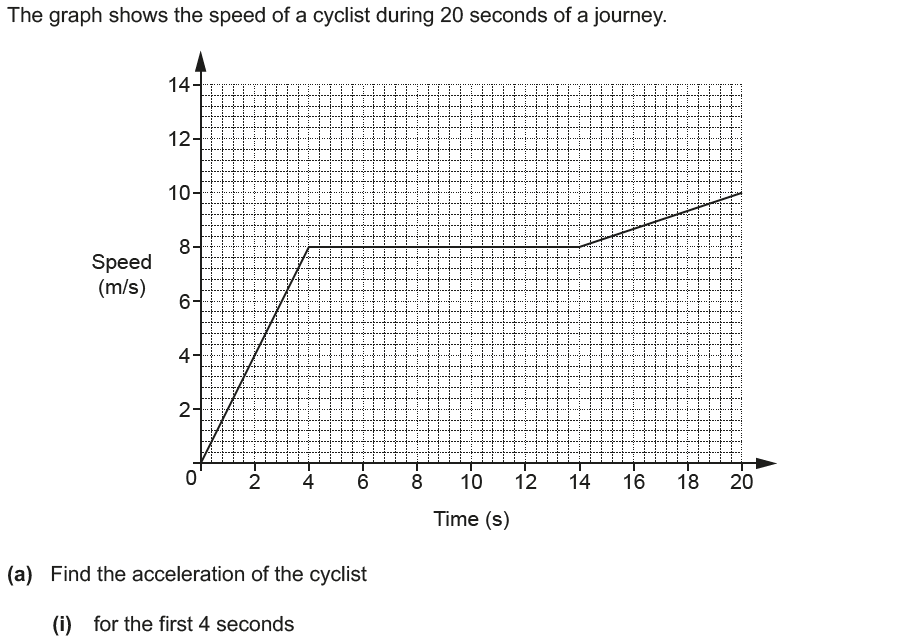 The graph shows the speed of a cyclist during 20 seconds of a journey.
14
12
10
8
Speed
(m/s)
6
4
2
0
2 4 6 8 10 12 14 16 18 20
Time (s)
(a) Find the acceleration of the cyclist
(i) for the first 4 seconds